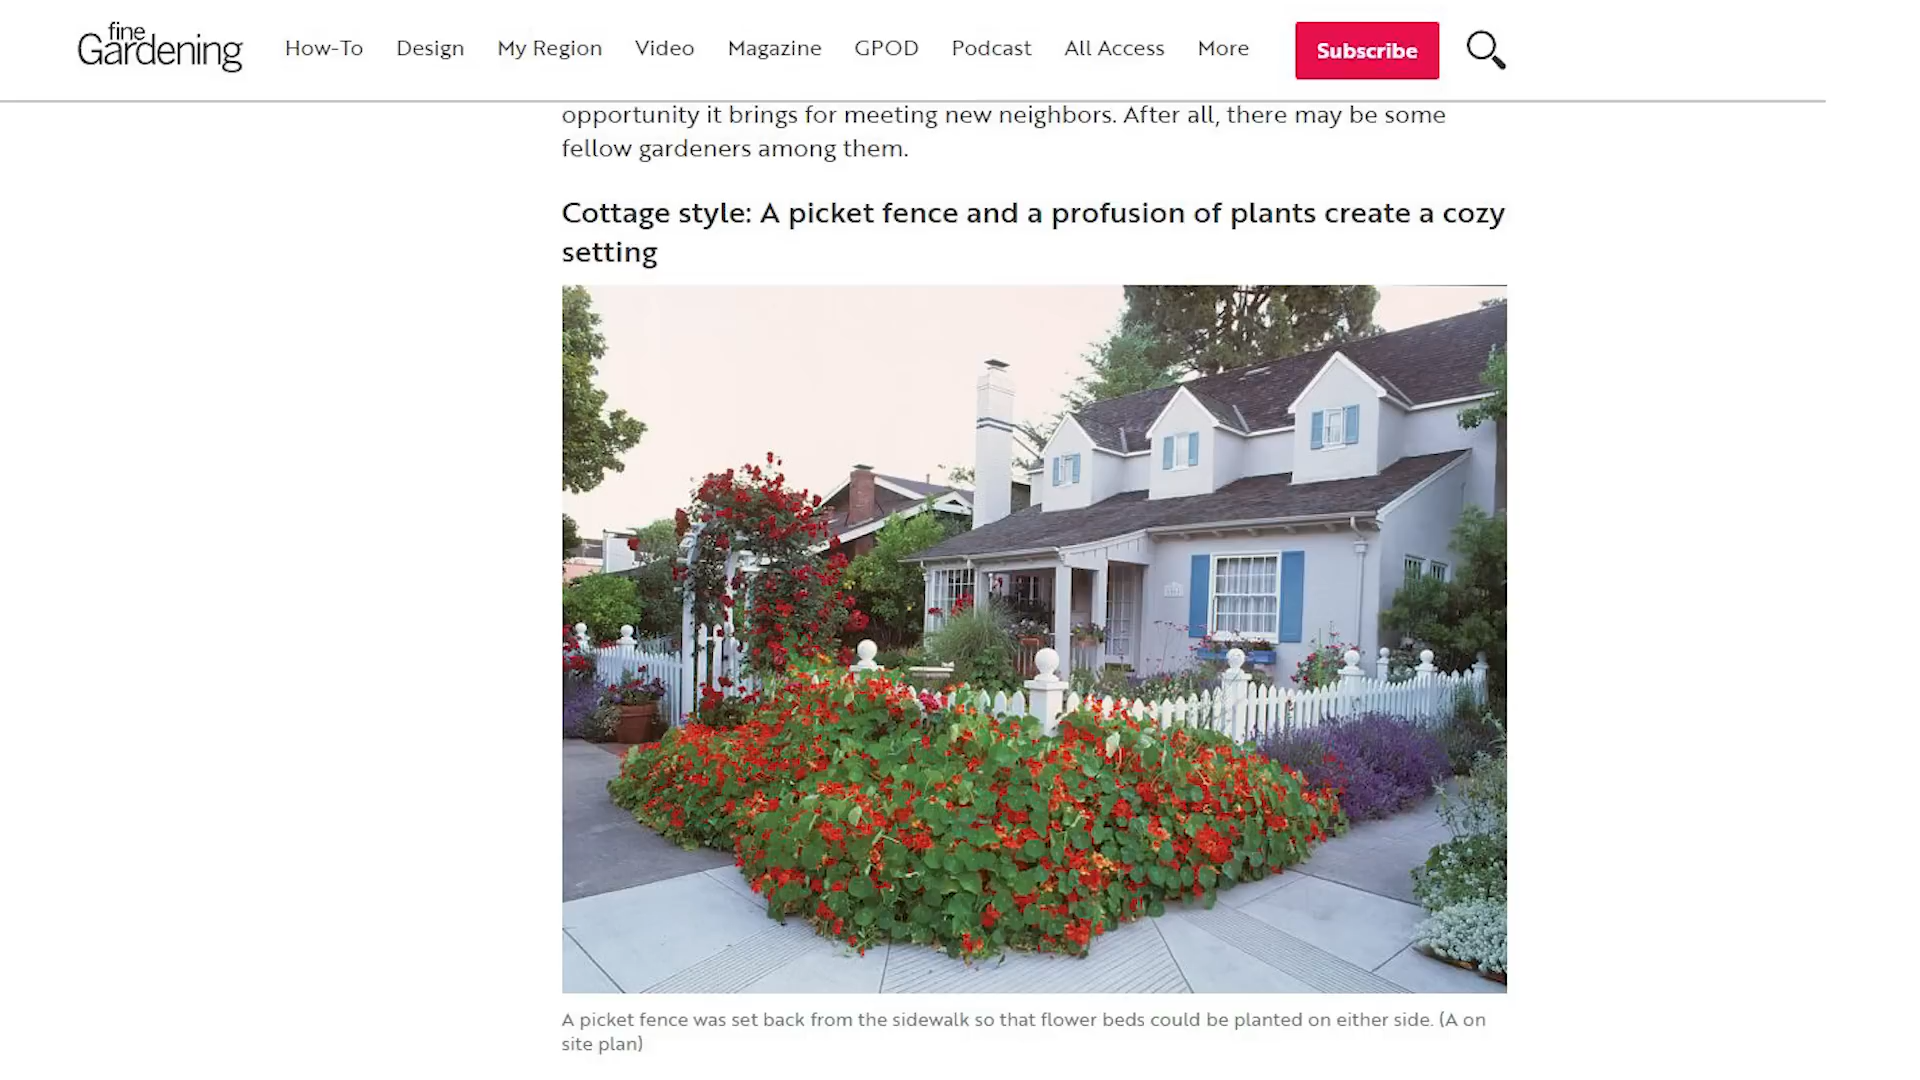 fine
Gardening
How-To Design My Region Video Magazine GPOD Podcast All Access More Subscribe
opportunity it brings for meeting new neighbors. After all, there may be some
fellow gardeners among them.
Cottage style: A picket fence and a profusion of plants create a cozy
setting
A picket fence was set back from the sidewalk so that flower beds could be planted on either side. (A on
site plan)